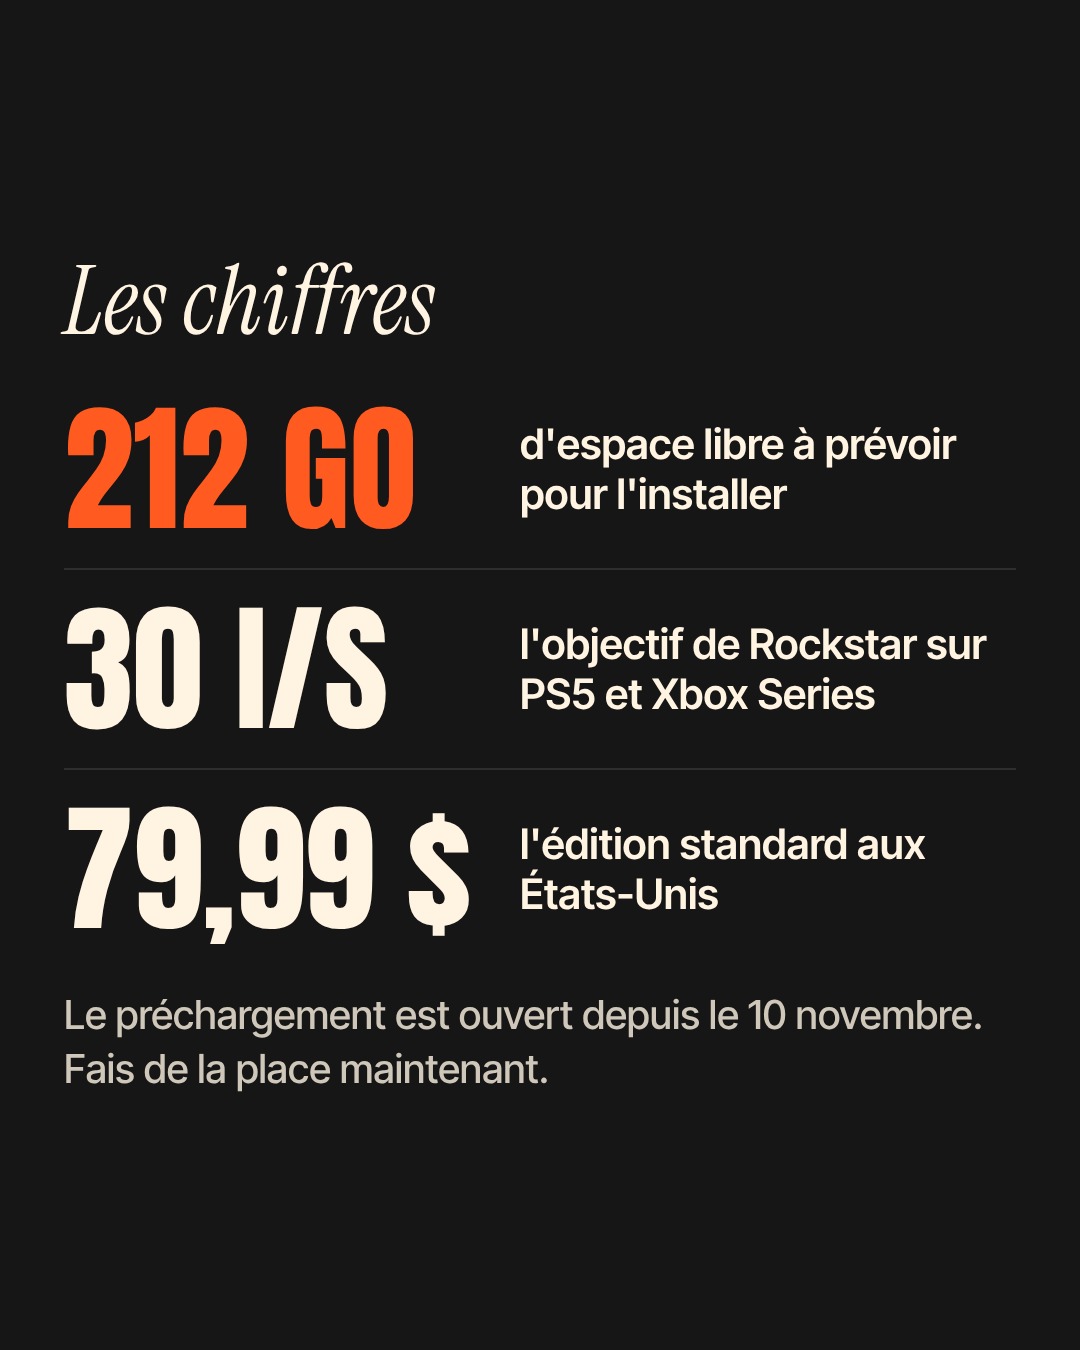 Les chiffres
212 GO
d'espace libre à prévoir
pour l'installer
30 I/S
l'objectif de Rockstar sur
PS5 et Xbox Series
79,99 $
l'édition standard aux
États-Unis
Le préchargement est ouvert depuis le 10 novembre.
Fais de la place maintenant.